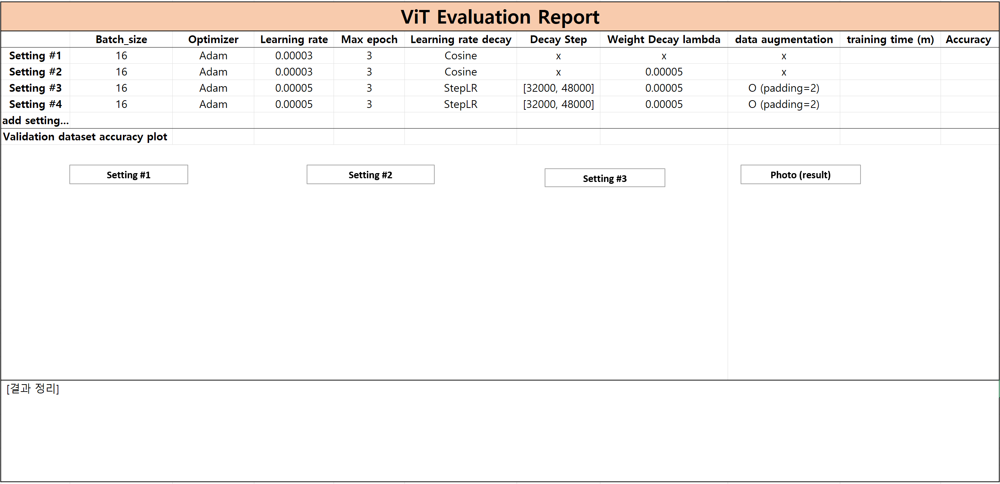 ViT Evaluation Report
Batch_size Optimizer Learning rate Max epoch Learning rate decay Decay Step Weight Decay lambda data augmentation training time (m) Accuracy
Setting #1 16 Adam 0.00003 3 Cosine x x x
Setting #2 16 Adam 0.00003 3 Cosine x 0.00005 x
Setting #3 16 Adam 0.00005 3 StepLR [32000, 48000] 0.00005 O (padding=2)
Setting #4 16 Adam 0.00005 3 StepLR [32000, 48000] 0.00005 O (padding=2)
add setting...
Validation dataset accuracy plot
Setting #1 Setting #2 Setting #3 Photo (result)
[결과 정리]